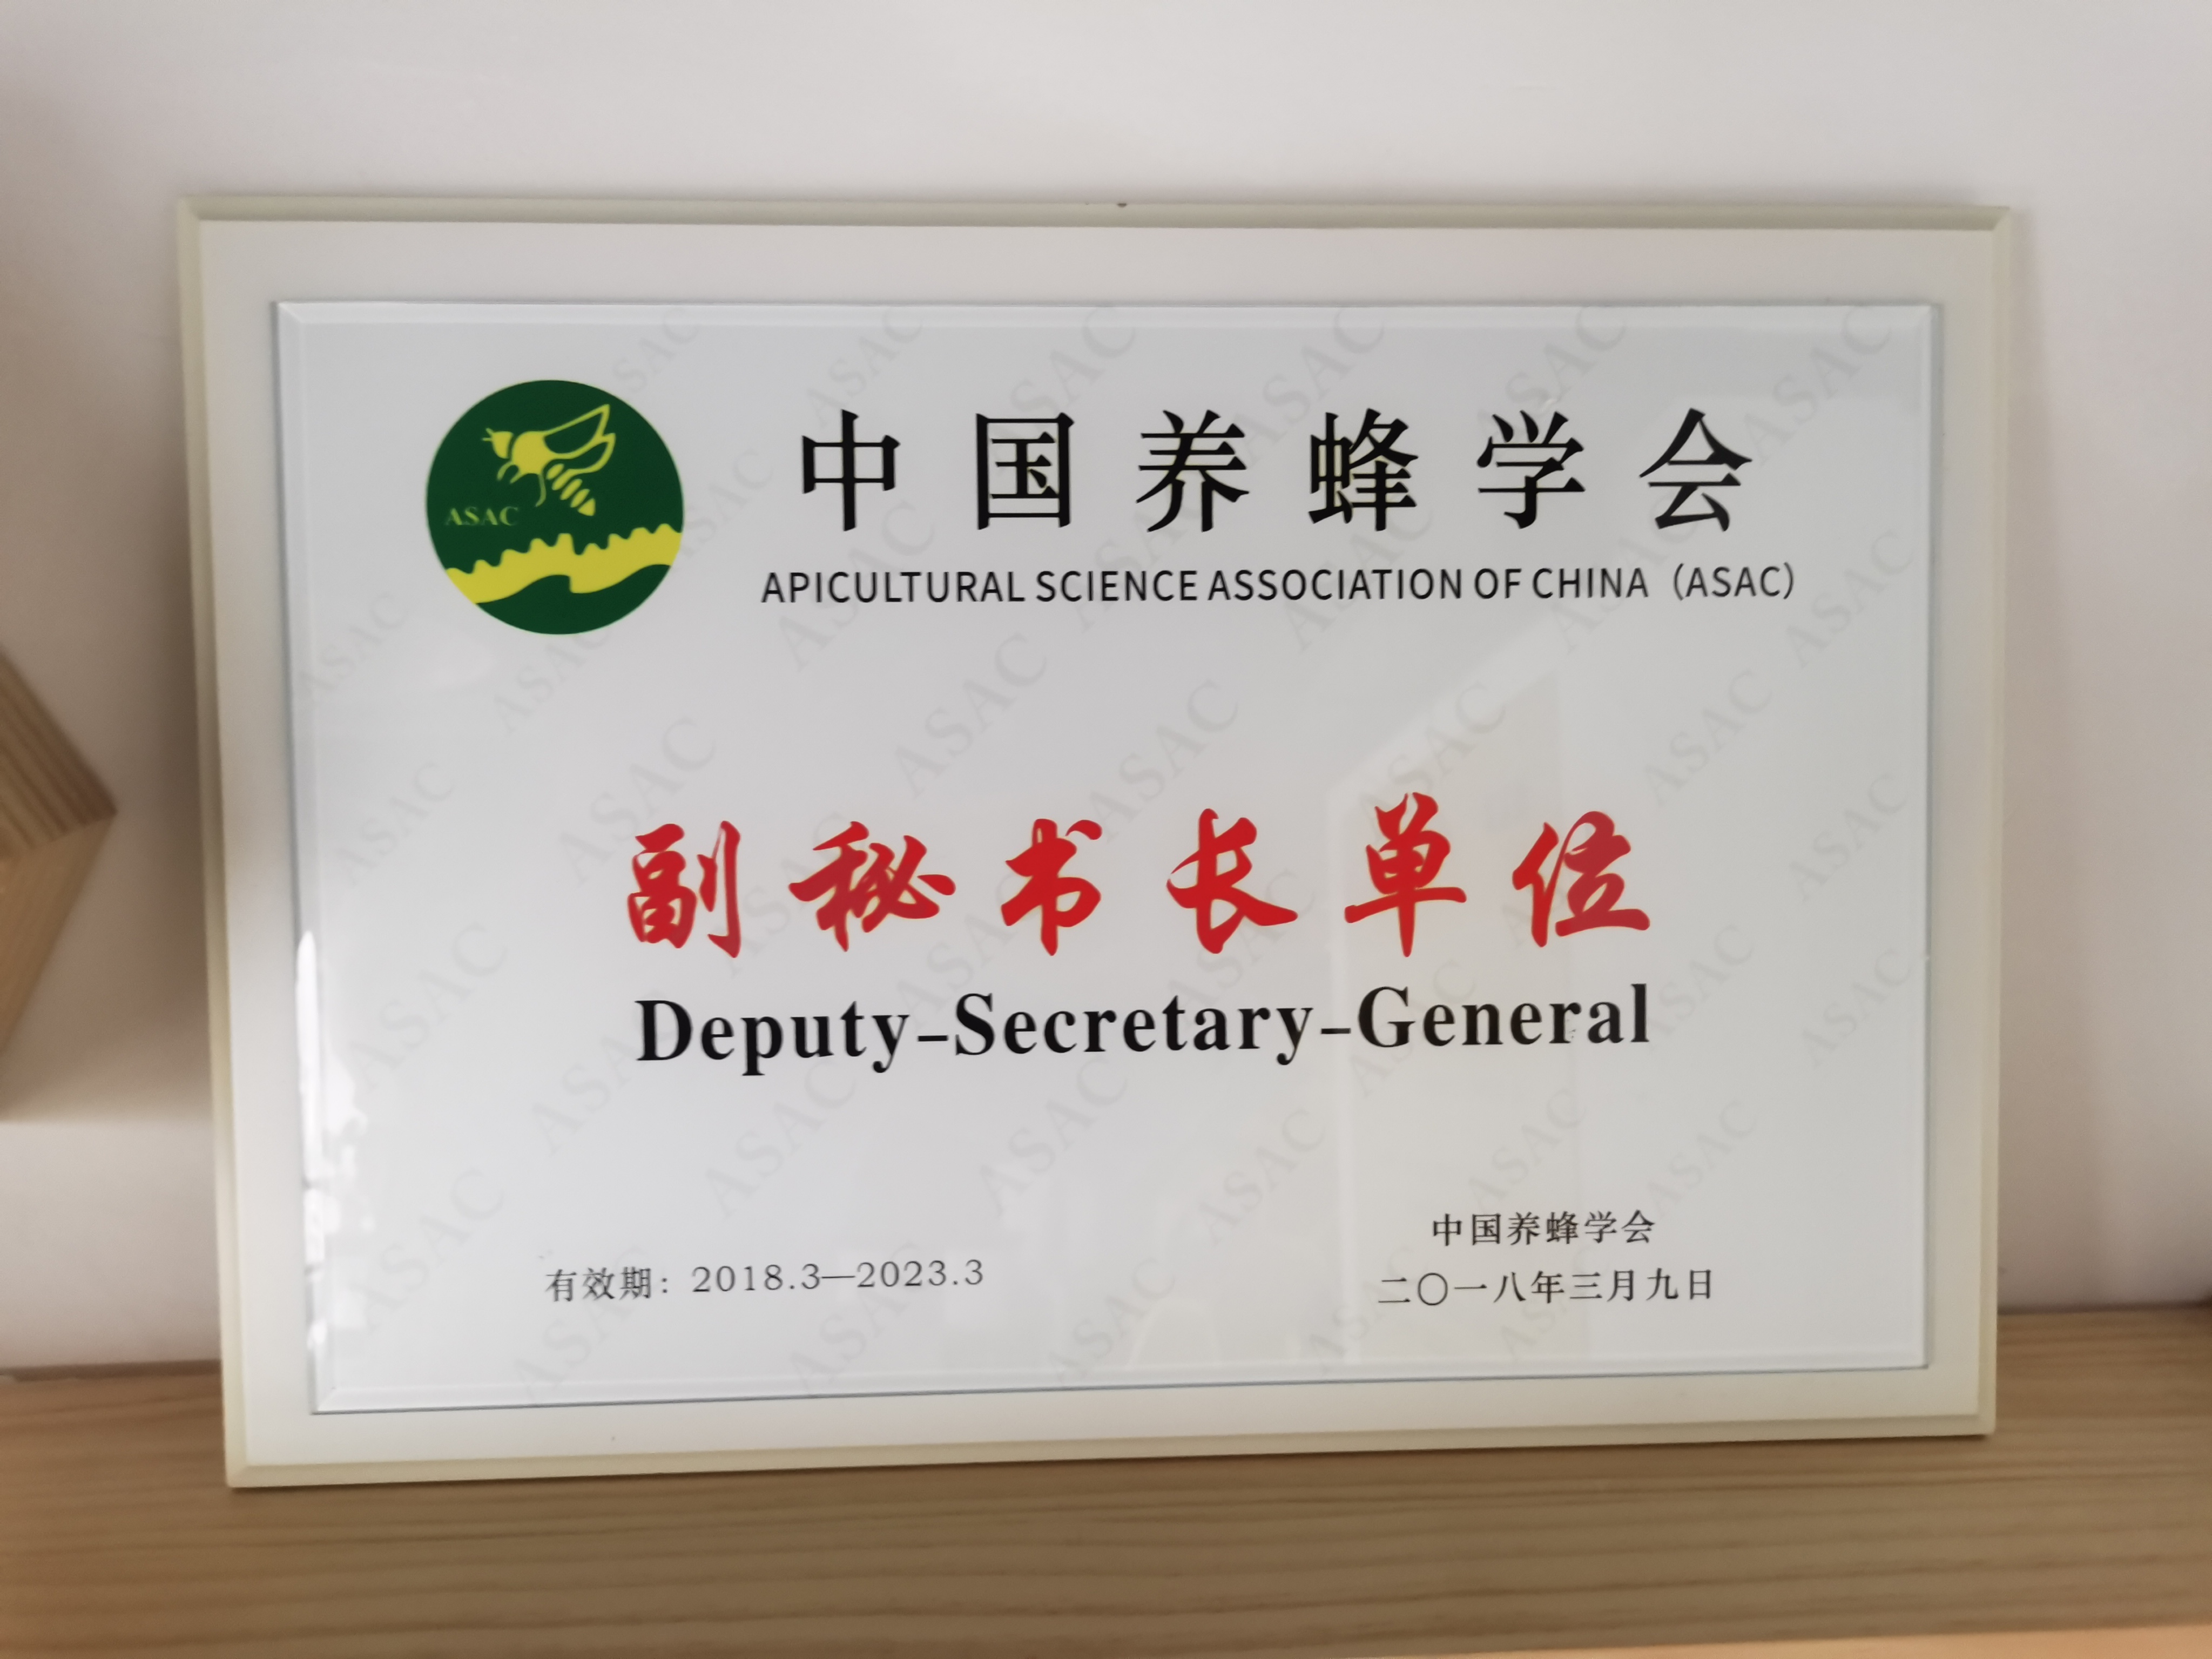 中国养蜂学会
APICULTURAL SCIENCE ASSOCIATION OF CHINA（ASAC）
ASAC
副秘书长单位
Deputy-Secretary-General
有效期：2018.3—2023.3
中国养蜂学会
二〇一八年三月九日